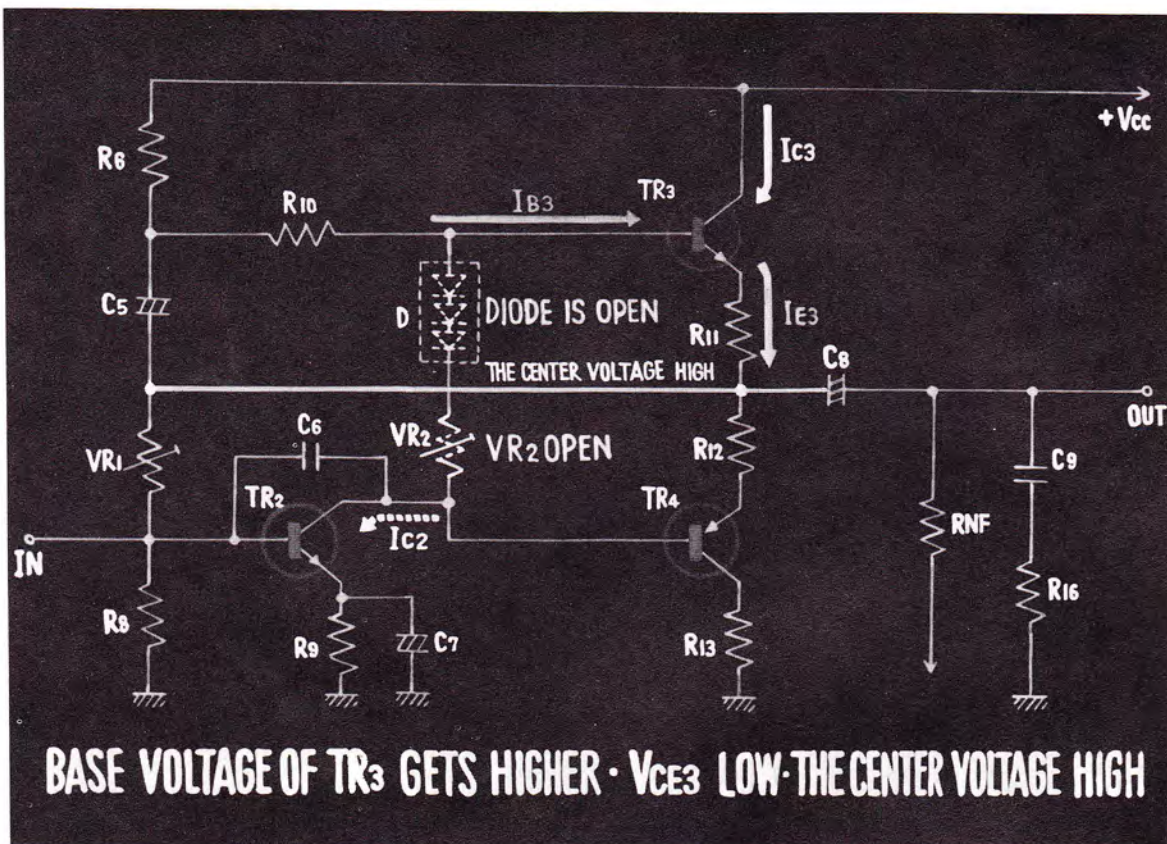 + Vcc
R6
IC3
TR3
IB3
R10
C5
D
DIODE IS OPEN
R11
IE3
THE CENTER VOLTAGE HIGH
C8
OUT
VR1
C6
VR2
VR2 OPEN
R12
C9
TR2
IC2
TR4
RNF
IN
R8
R9
C7
R13
R16
BASE VOLTAGE OF TR3 GETS HIGHER · VCE3 LOW · THE CENTER VOLTAGE HIGH